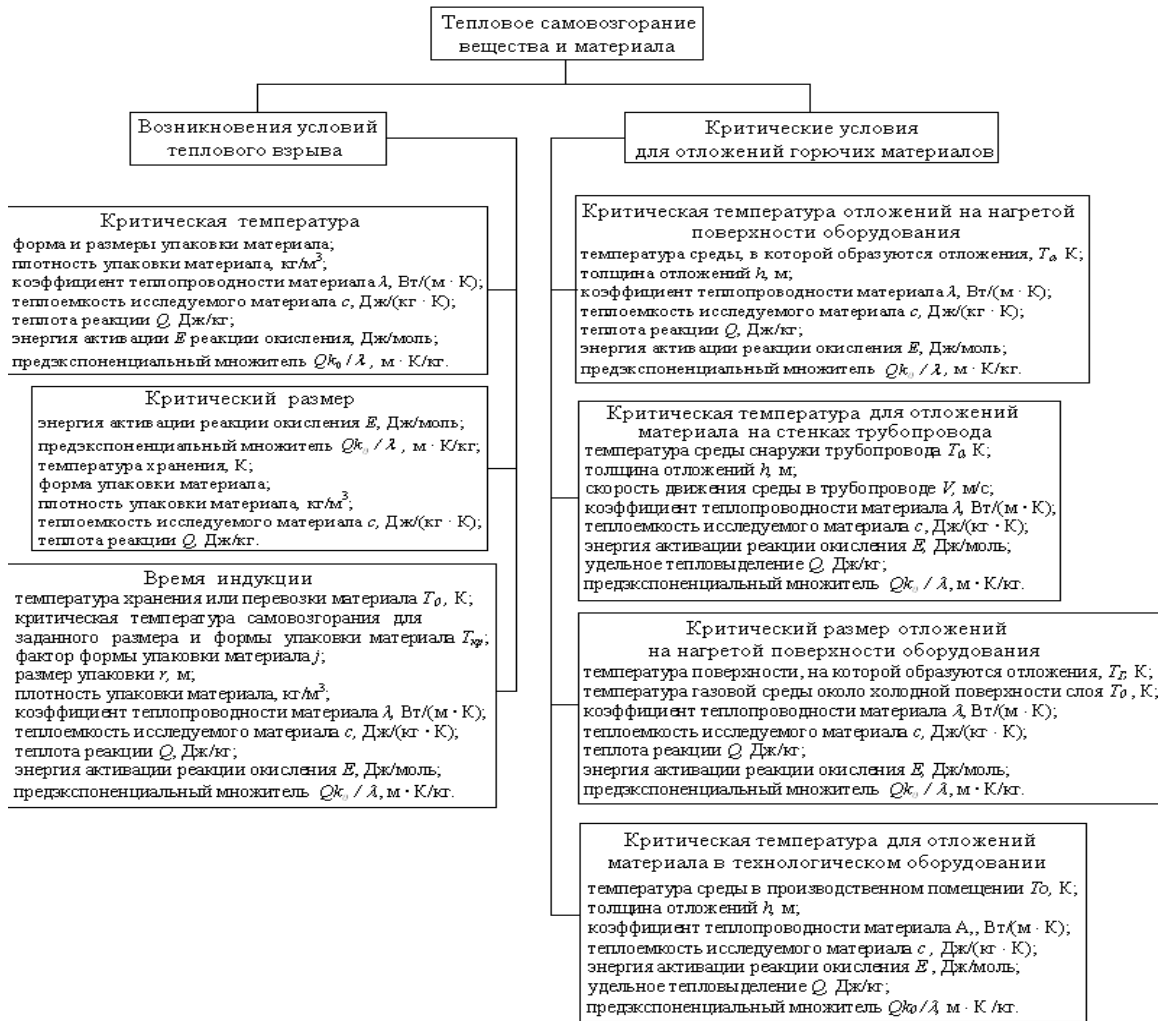 Тепловое самовозгорание
вещества и материала
Возникновения условий
теплового взрыва
Критическая температура
форма и размеры упаковки материала;
плотность упаковки материала, кг/м³;
коэффициент теплопроводности материала λ, Вт/(м · К);
теплоемкость исследуемого материала c, Дж/(кг · К);
теплота реакции Q, Дж/кг;
энергия активации E реакции окисления, Дж/моль;
предэкспоненциальный множитель Qk₀ / λ, м · К/кг.
Критический размер
энергия активации реакции окисления E, Дж/моль;
предэкспоненциальный множитель Qk₀ / λ, м · К/кг;
температура хранения, К;
форма упаковки материала;
плотность упаковки материала, кг/м³;
теплоемкость исследуемого материала c, Дж/(кг · К);
теплота реакции Q, Дж/кг.
Время индукции
температура хранения или перевозки материала T₀, К;
критическая температура самовозгорания для
заданного размера и формы упаковки материала Tкр;
фактор формы упаковки материала j;
размер упаковки r, м;
плотность упаковки материала, кг/м³;
коэффициент теплопроводности материала λ, Вт/(м · К);
теплоемкость исследуемого материала c, Дж/(кг · К);
теплота реакции Q, Дж/кг;
энергия активации реакции окисления E, Дж/моль;
предэкспоненциальный множитель Qk₀ / λ, м · К/кг.
Критические условия
для отложений горючих материалов
Критическая температура отложений на нагретой
поверхности оборудования
температура среды, в которой образуются отложения, T₀, К;
толщина отложений h, м;
коэффициент теплопроводности материала λ, Вт/(м · К);
теплоемкость исследуемого материала c, Дж/(кг · К);
теплота реакции Q, Дж/кг;
энергия активации реакции окисления E, Дж/моль;
предэкспоненциальный множитель Qk₀ / λ, м · К/кг.
Критическая температура для отложений
материала на стенках трубопровода
температура среды снаружи трубопровода T₀, К;
толщина отложений h, м;
скорость движения среды в трубопроводе V, м/с;
коэффициент теплопроводности материала λ, Вт/(м · К);
теплоемкость исследуемого материала c, Дж/(кг · К);
энергия активации реакции окисления E, Дж/моль;
удельное тепловыделение Q, Дж/кг;
предэкспоненциальный множитель Qk₀ / λ, м · К/кг.
Критический размер отложений
на нагретой поверхности оборудования
температура поверхности, на которой образуются отложения, К;
температура газовой среды около холодной поверхности слоя T₀, К;
коэффициент теплопроводности материала λ, Вт/(м · К);
теплоемкость исследуемого материала c, Дж/(кг · К);
теплота реакции Q, Дж/кг;
энергия активации реакции окисления E, Дж/моль;
предэкспоненциальный множитель Qk₀ / λ, м · К/кг.
Критическая температура для отложений
материала в технологическом оборудовании
температура среды в производственном помещении То, К;
толщина отложений h, м;
коэффициент теплопроводности материала А,, Вт/(м · К);
теплоемкость исследуемого материала c, Дж/(кг · К);
энергия активации реакции окисления E, Дж/моль;
удельное тепловыделение Q, Дж/кг;
предэкспоненциальный множитель Qk₀/λ, м · К /кг.